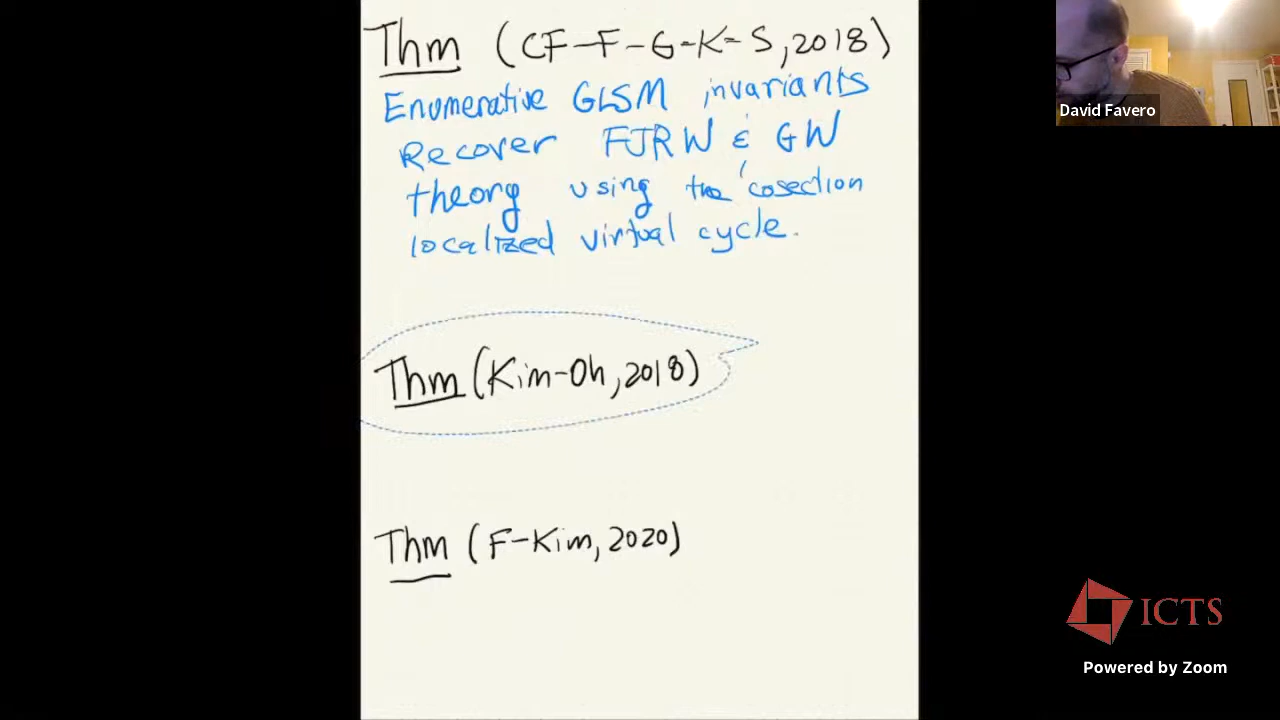 Thm (CF-F-G-K-S, 2018)
Enumerative GLSM invariants
Recover FJRW & GW
theory using the cosection
localized virtual cycle.
Thm (Kim-Oh, 2018)
Thm (F-Kim, 2020)
David Favero
ICTS
Powered by Zoom